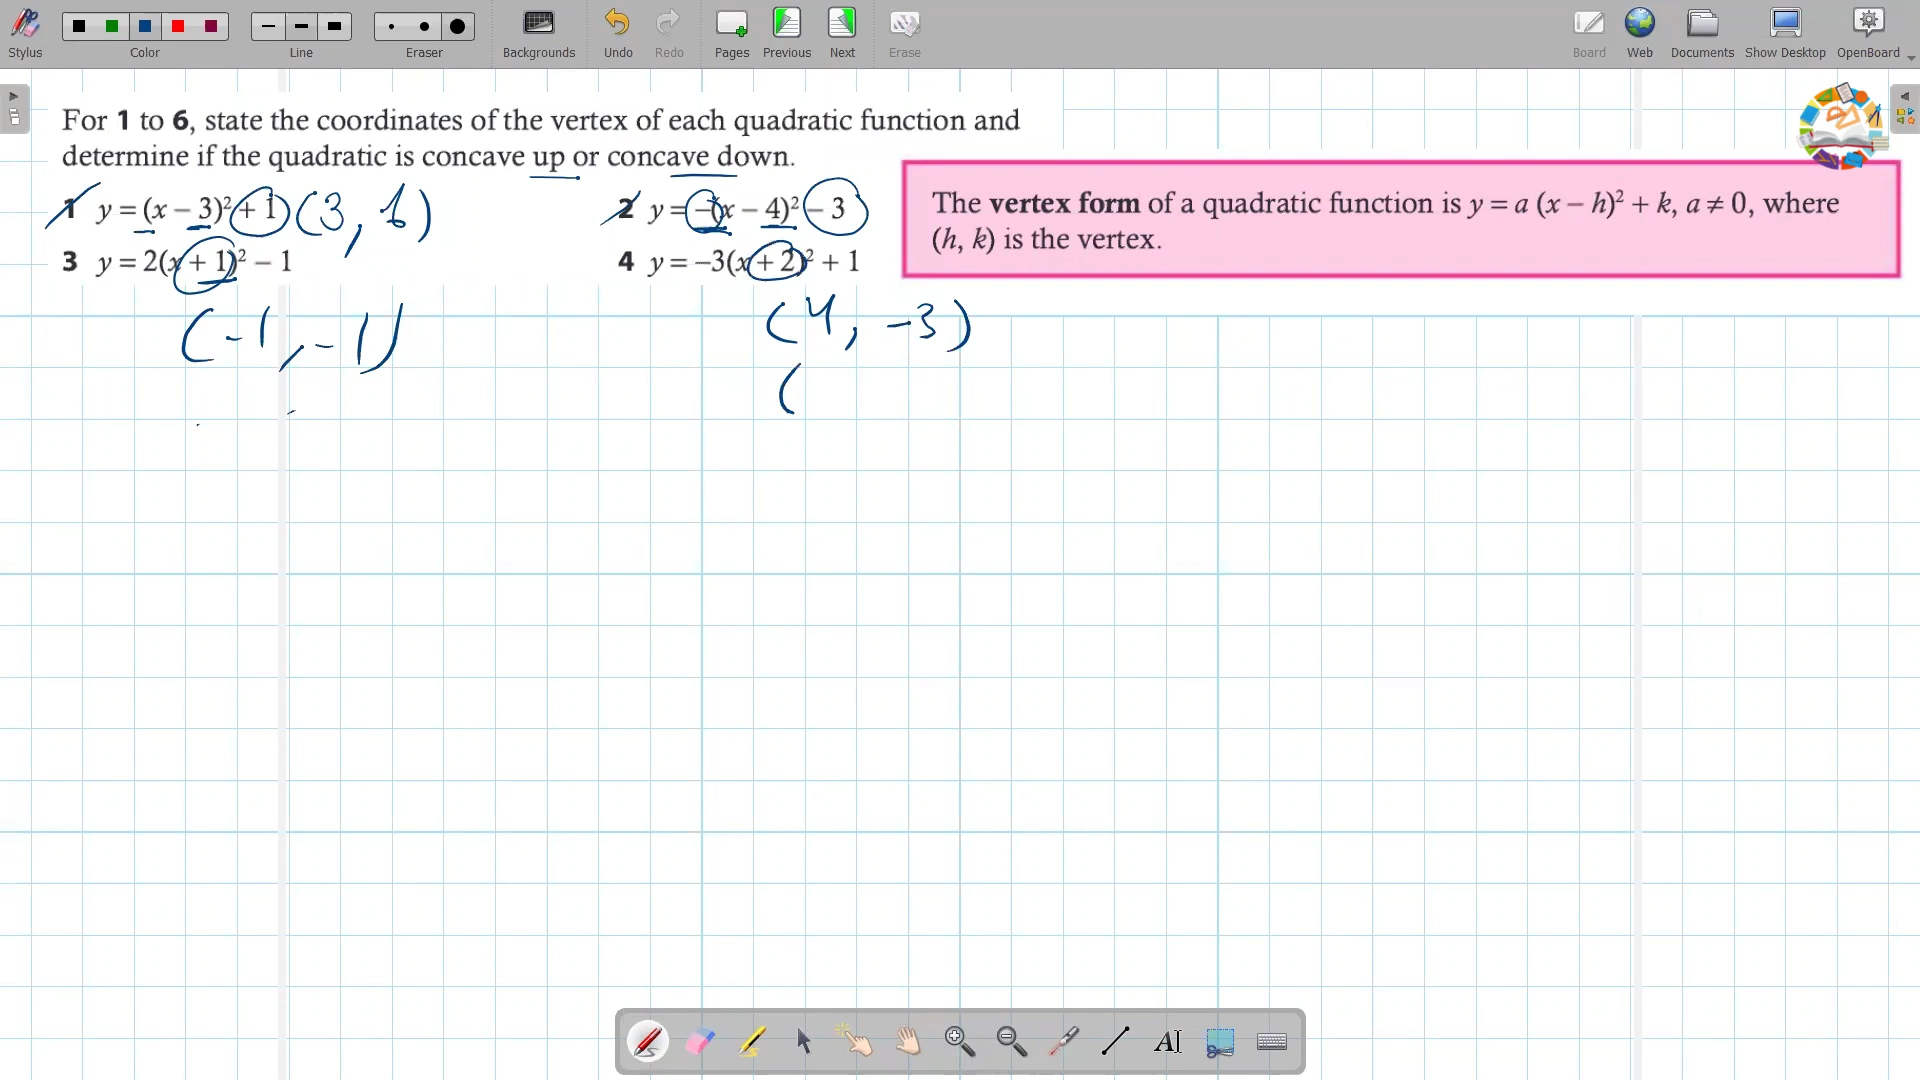 Stylus Color Line Eraser Backgrounds Undo Redo Pages Previous Next Erase Board Web Documents Show Desktop OpenBoard
For 1 to 6, state the coordinates of the vertex of each quadratic function and
determine if the quadratic is concave up or concave down.
1 y = (x − 3)² + 1 (3, 1)
2 y = −(x − 4)² − 3
3 y = 2(x + 1)² − 1
4 y = −3(x + 2)² + 1
The vertex form of a quadratic function is y = a (x − h)² + k, a ≠ 0, where
(h, k) is the vertex.
(-1, -1)
(4, -3)
(
AI